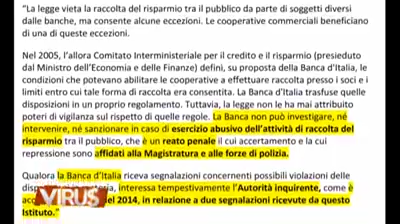 "La legge vieta la raccolta del risparmio tra il pubblico da parte di soggetti diversi
dalle banche, ma consente alcune eccezioni. Le cooperative commerciali beneficiano
di una di queste eccezioni.
Nel 2005, l'allora Comitato Interministeriale per il credito e il risparmio (presieduto
dal Ministro dell'Economia e delle Finanze) definì, su proposta della Banca d'Italia, le
condizioni che potevano abilitare le cooperative a effettuare raccolta presso i soci e i
limiti entro cui tale forma di raccolta era consentita. La Banca d'Italia trasfuse quelle
disposizioni in un proprio regolamento. Tuttavia, la legge non le ha mai attribuito
poteri di vigilanza sul rispetto di quelle regole. La Banca non può investigare, né
intervenire, né sanzionare in caso di esercizio abusivo dell'attività di raccolta del
risparmio tra il pubblico, che è un reato penale il cui accertamento e la cui
repressione sono affidati alla Magistratura e alle forze di polizia.
Qualora la Banca d'Italia riceva segnalazioni concernenti possibili violazioni delle
interessa tempestivamente l'Autorità inquirente, come è
del 2014, in relazione a due segnalazioni ricevute da questo
Istituto."
VIRUS